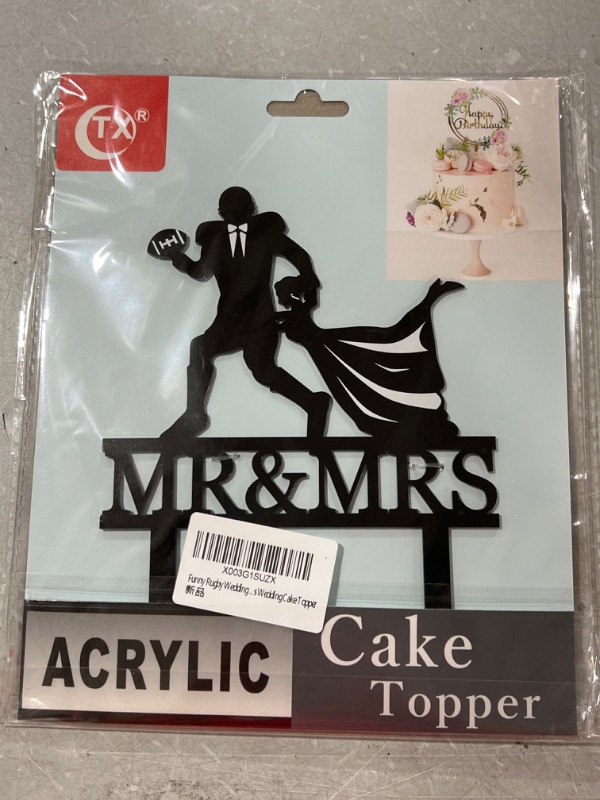 TX®
Happy
Birthday
MR&MRS
X003G1SUZX
Funny Rugby Wedding...s Wedding Cake Topper
新品
ACRYLIC
Cake
Topper